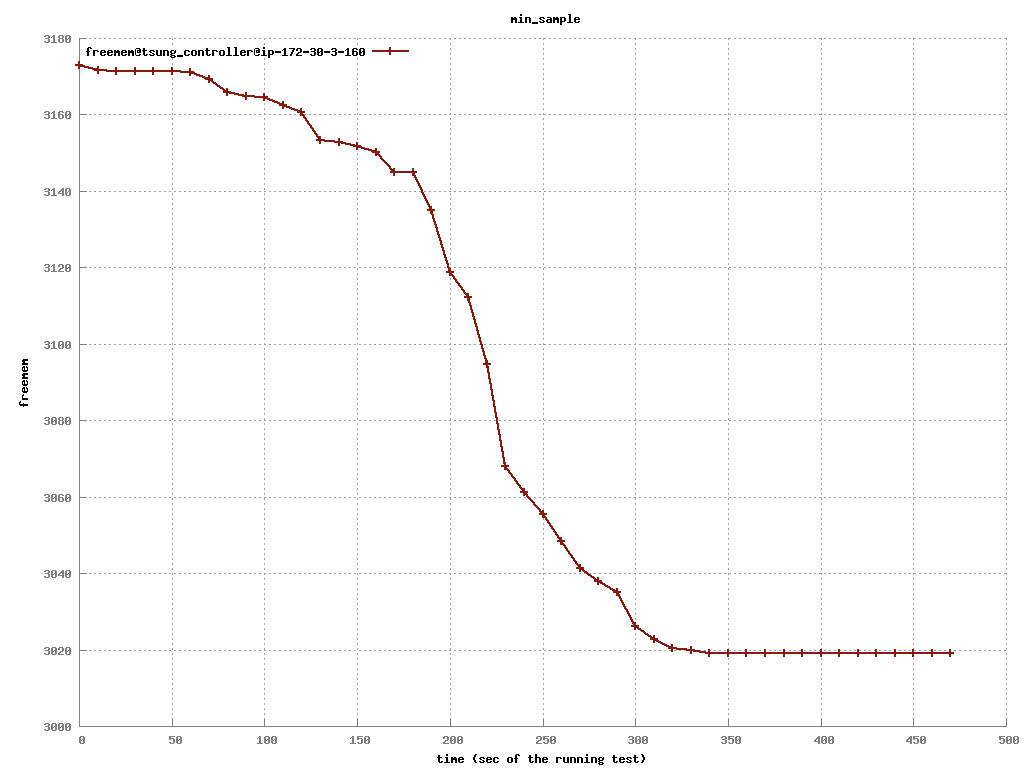 min_sample
freemem@tsung_controller@ip-172-30-3-160
3180
3160
3140
3120
3100
3080
3060
3040
3020
3000
freemem
0 50 100 150 200 250 300 350 400 450 500
time (sec of the running test)